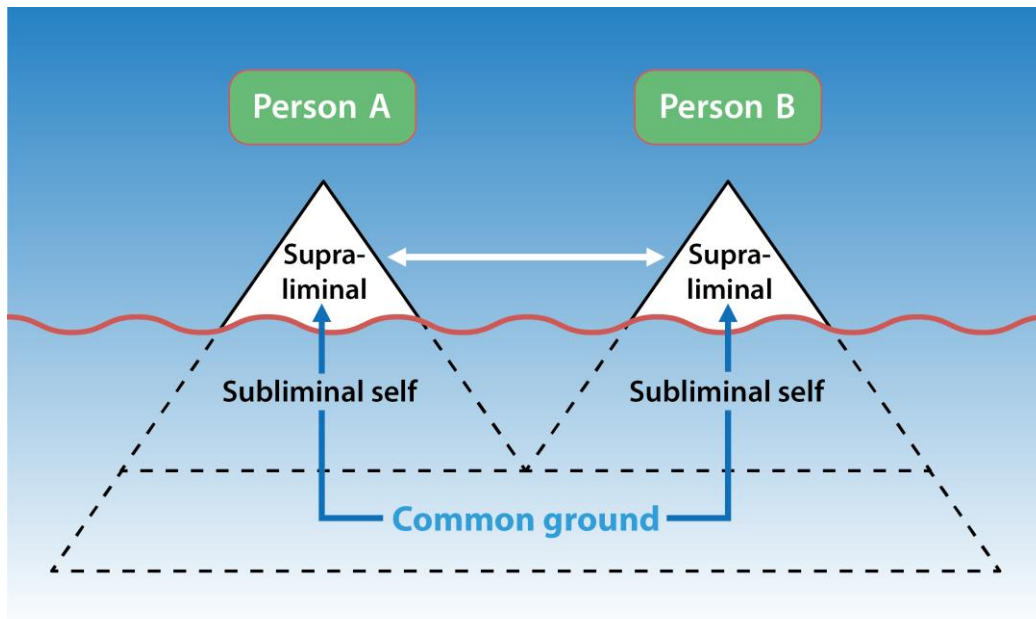 Person A
Person B
Supra-
liminal
Supra-
liminal
Subliminal self
Subliminal self
Common ground